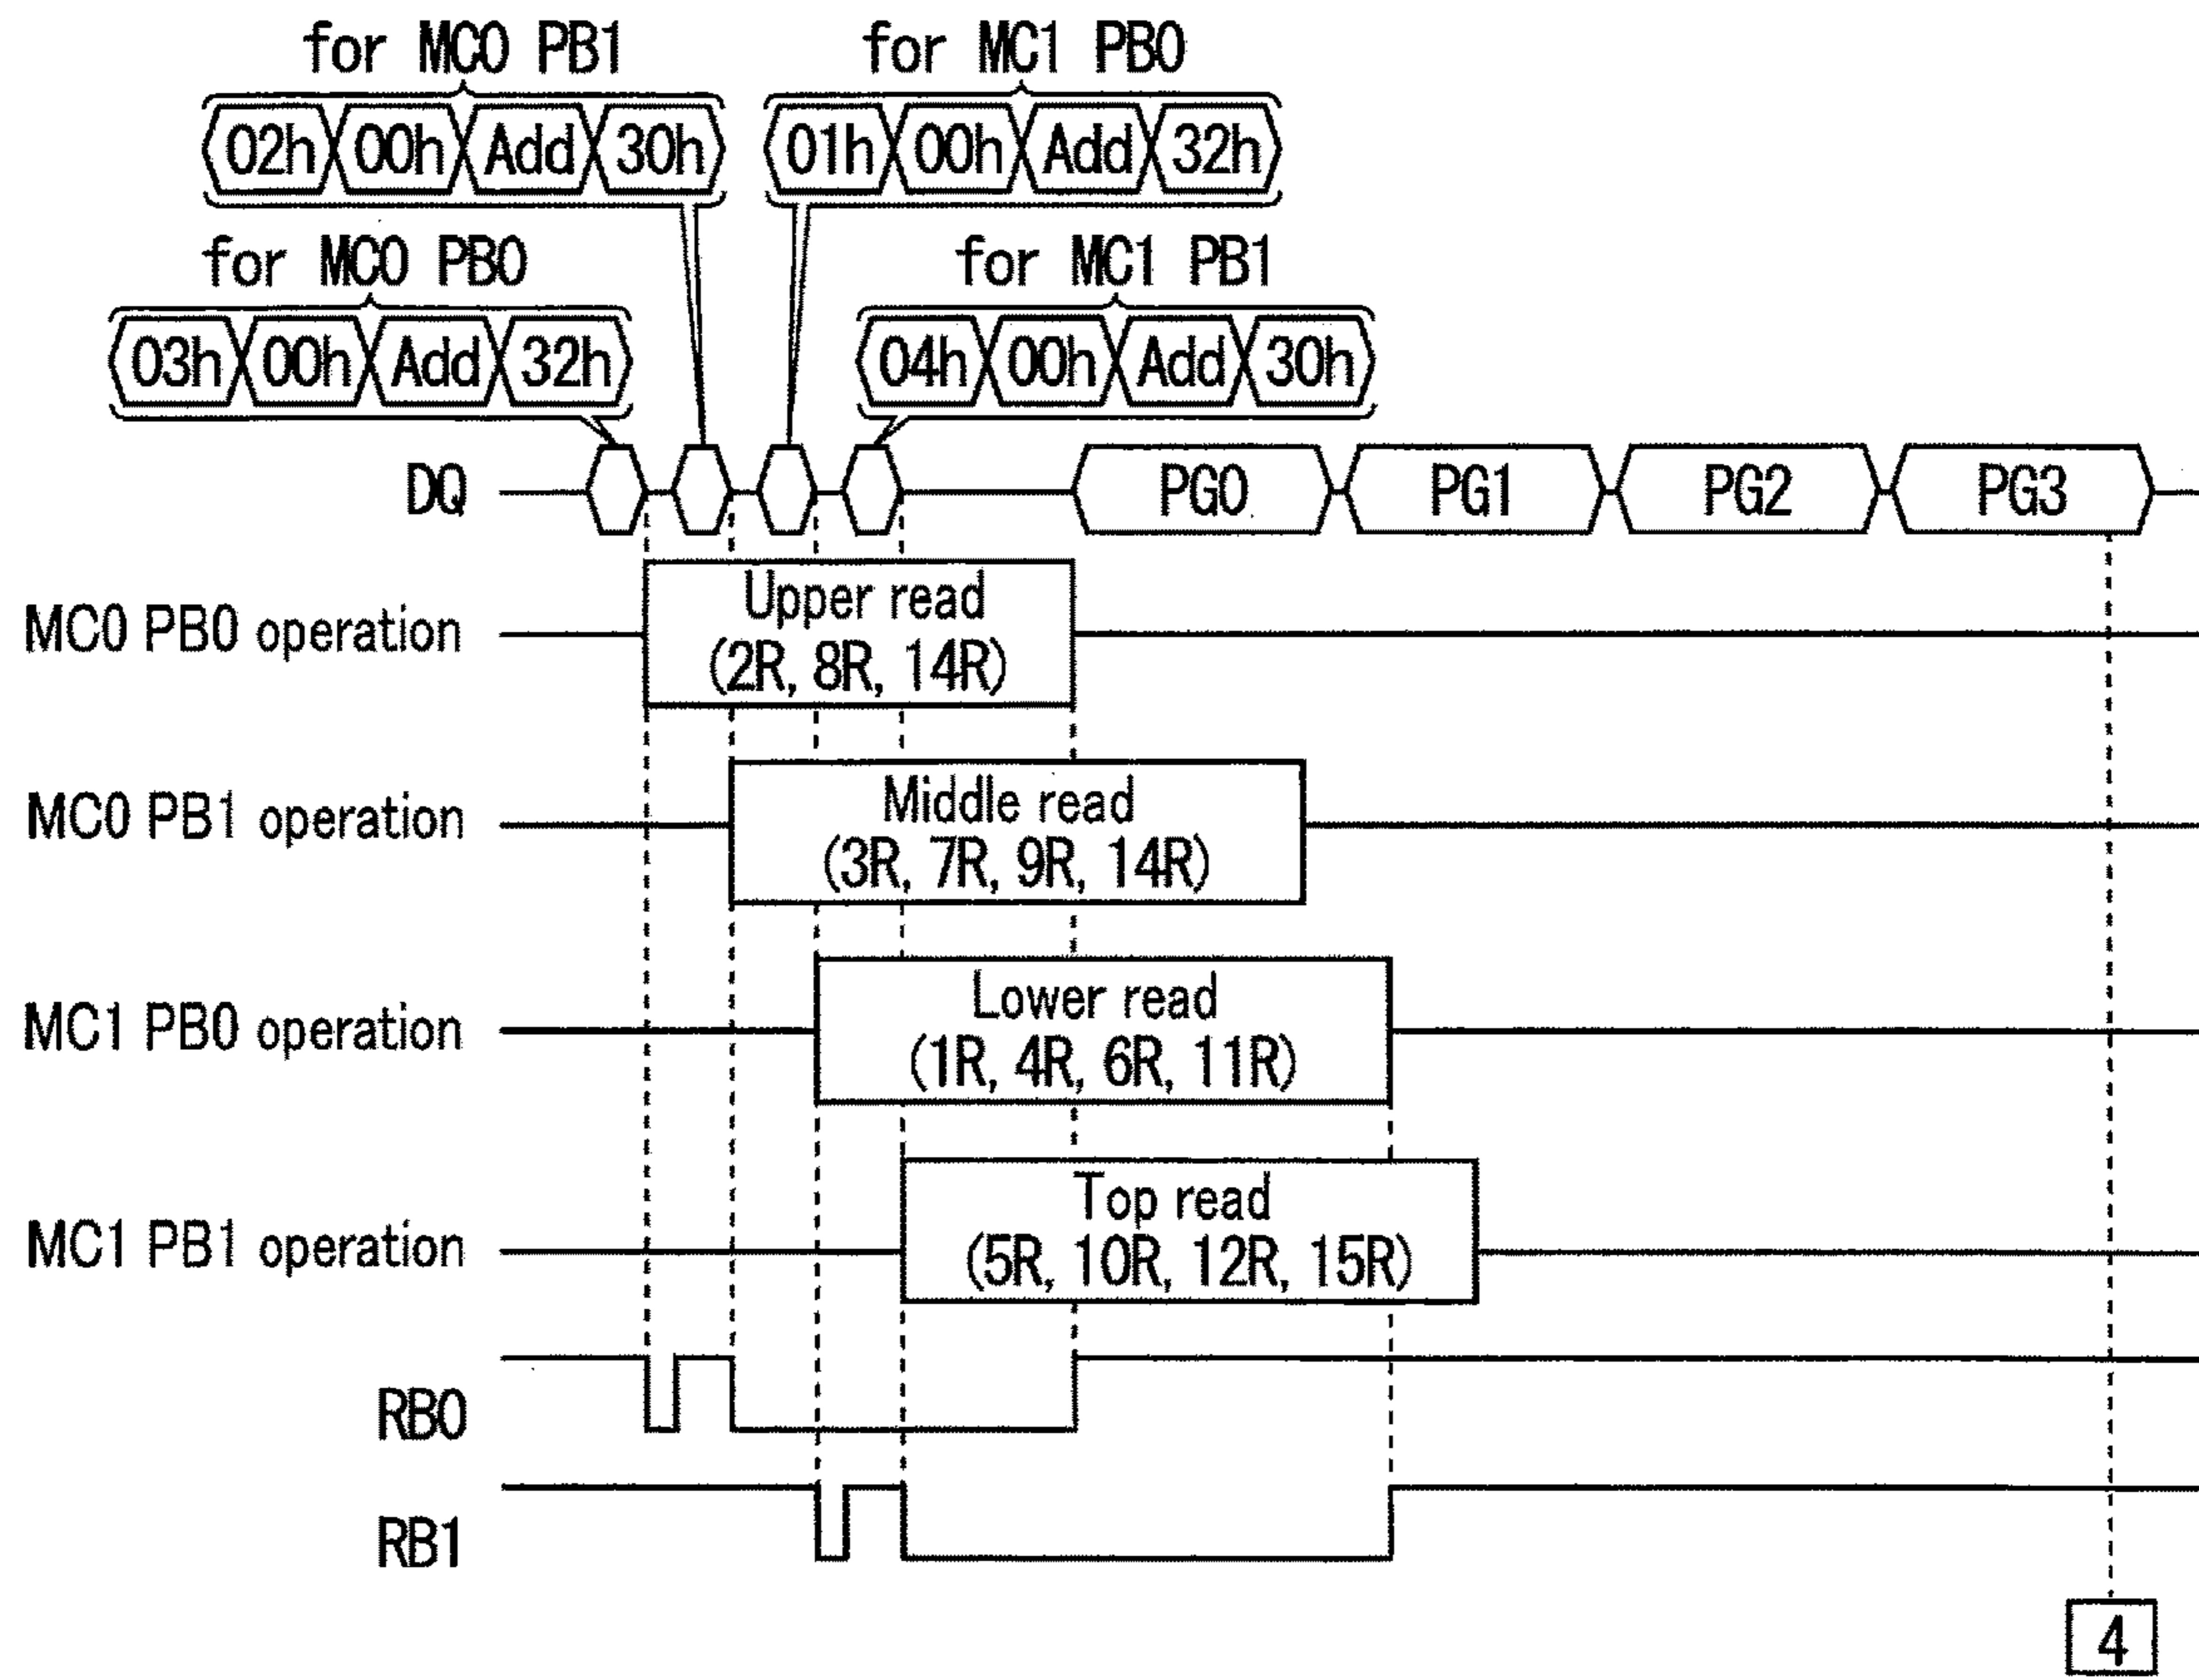 for MC0 PB1
for MC1 PB0
02h 00h Add 30h
01h 00h Add 32h
for MC0 PB0
for MC1 PB1
03h 00h Add 32h
04h 00h Add 30h
DQ
PG0 PG1 PG2 PG3
MC0 PB0 operation
Upper read
(2R, 8R, 14R)
MC0 PB1 operation
Middle read
(3R, 7R, 9R, 14R)
MC1 PB0 operation
Lower read
(1R, 4R, 6R, 11R)
MC1 PB1 operation
Top read
(5R, 10R, 12R, 15R)
RB0
RB1
4